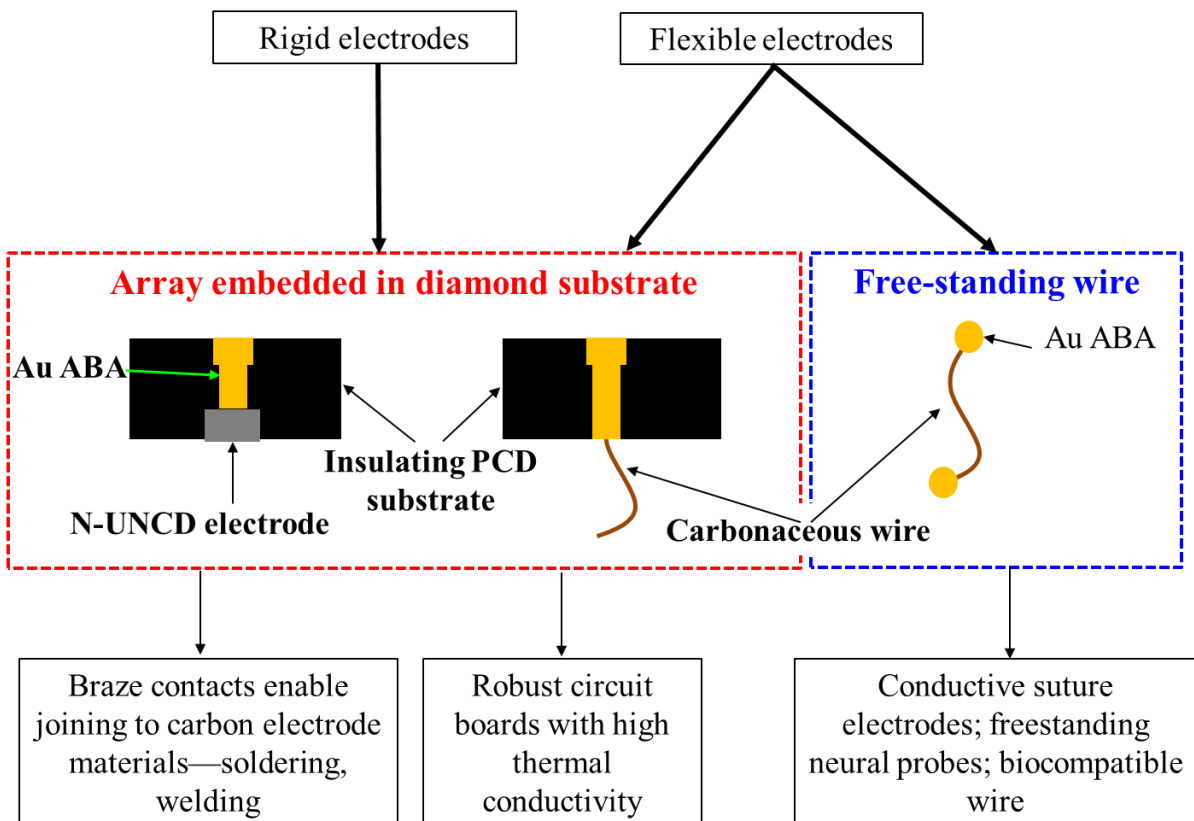 Rigid electrodes
Flexible electrodes
Array embedded in diamond substrate
Free-standing wire
Au ABA
Au ABA
Insulating PCD
substrate
N-UNCD electrode
Carbonaceous wire
Braze contacts enable
joining to carbon electrode
materials—soldering,
welding
Robust circuit
boards with high
thermal
conductivity
Conductive suture
electrodes; freestanding
neural probes; biocompatible
wire